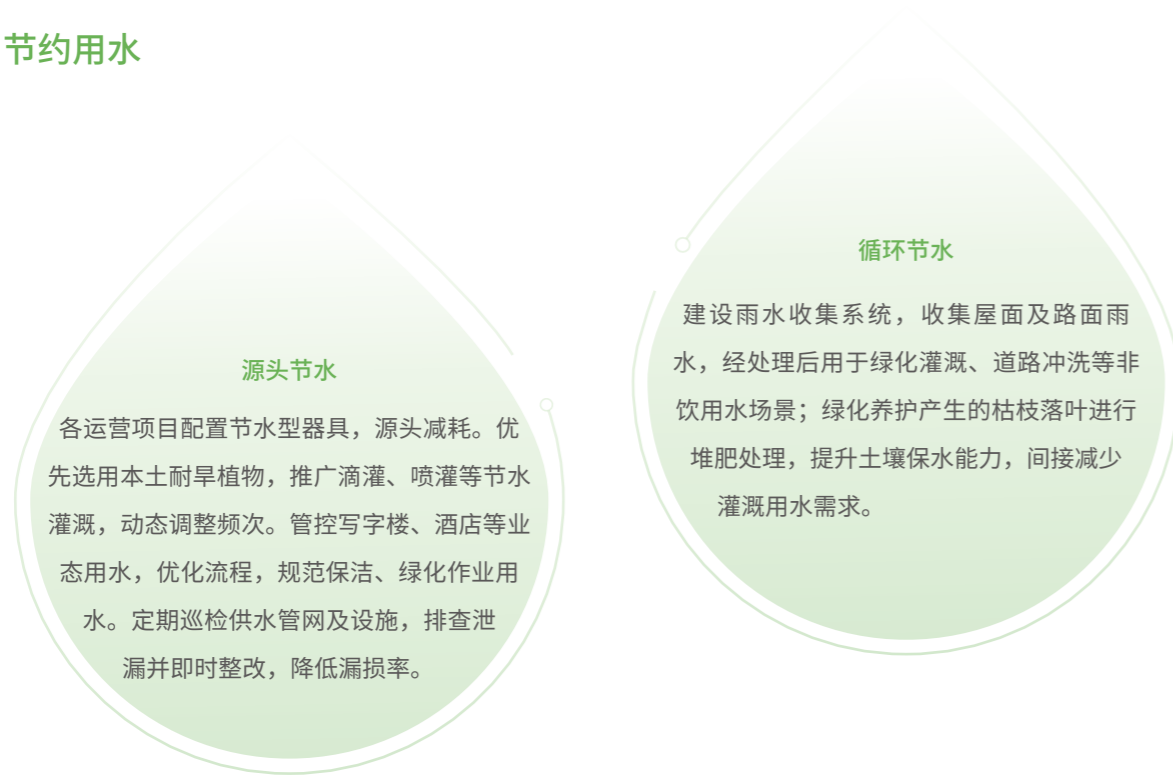 节约用水
源头节水
各运营项目配置节水型器具，源头减耗。优
先选用本土耐旱植物，推广滴灌、喷灌等节水
灌溉，动态调整频次。管控写字楼、酒店等业
态用水，优化流程，规范保洁、绿化作业用
水。定期巡检供水管网及设施，排查泄
漏并即时整改，降低漏损率。
循环节水
建设雨水收集系统，收集屋面及路面雨
水，经处理后用于绿化灌溉、道路冲洗等非
饮用水场景；绿化养护产生的枯枝落叶进行
堆肥处理，提升土壤保水能力，间接减少
灌溉用水需求。